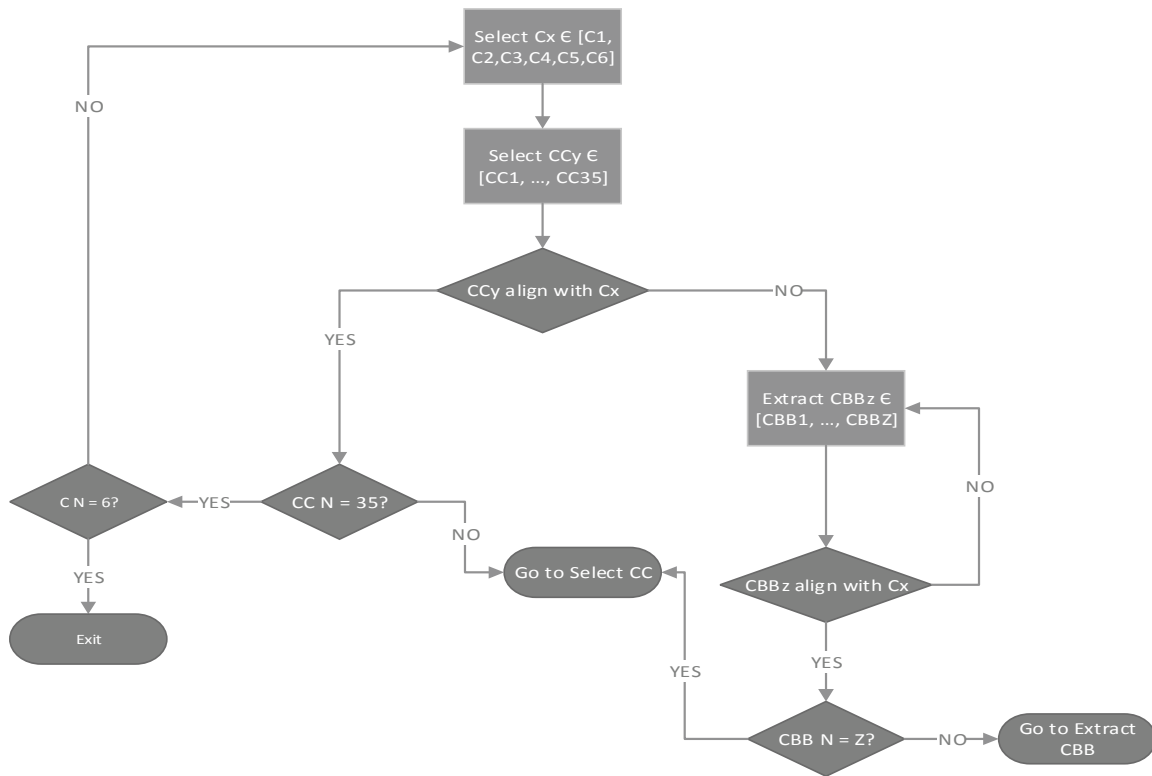 Select Cx Є [C1,
C2,C3,C4,C5,C6]
NO
Select CCy Є
[CC1, ..., CC35]
CCy align with Cx
NO
YES
Extract CBBz Є
[CBB1, ..., CBBZ]
C N = 6?
YES
CC N = 35?
NO
NO
YES
Go to Select CC
CBBz align with Cx
Exit
YES
YES
CBB N = Z?
NO
Go to Extract
CBB